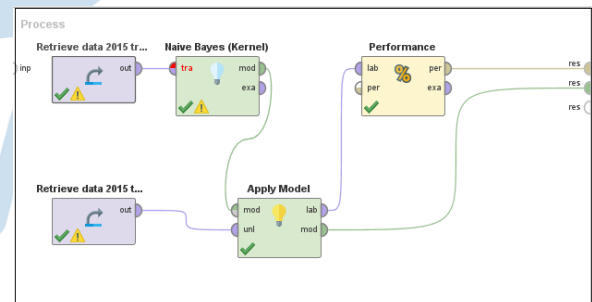 Process
Retrieve data 2015 tr...
Naive Bayes (Kernel)
Performance
inp
out
tra
mod
exa
lab
per
%
per
exa
res
res
res
Retrieve data 2015 t...
Apply Model
out
mod
lab
unl
mod